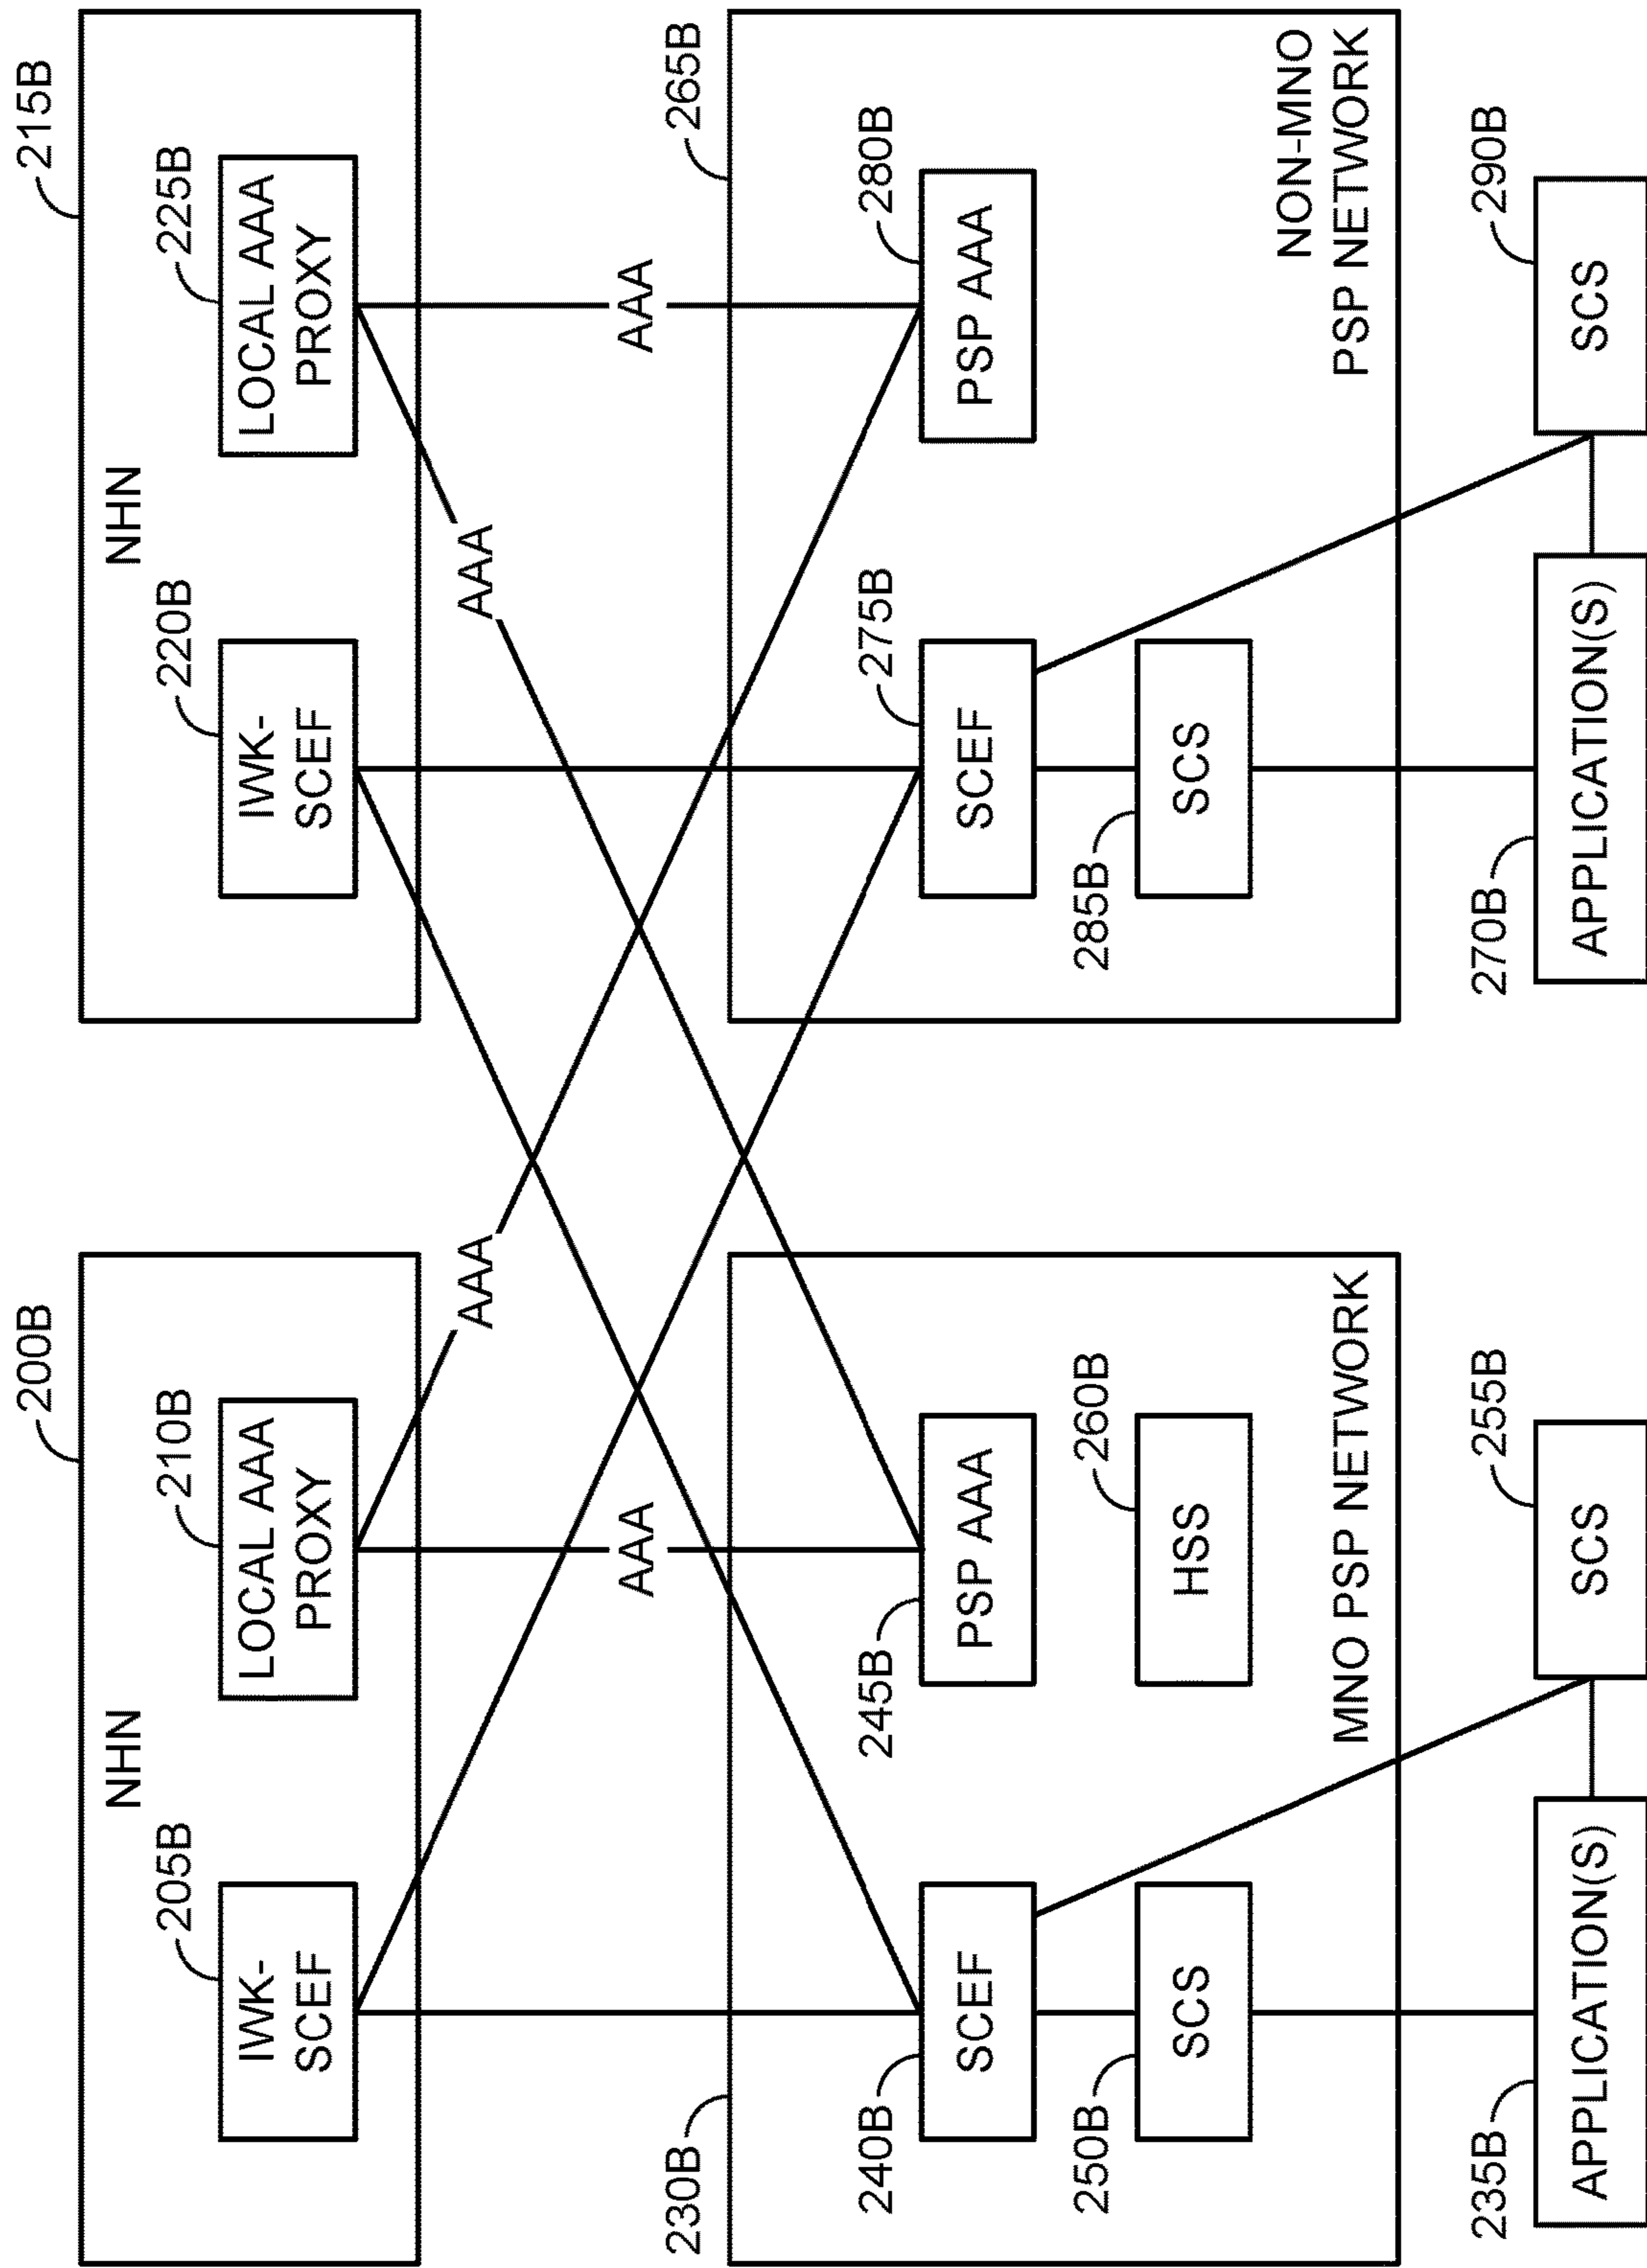 200B
215B
NHN
NHN
205B
210B
220B
225B
IWK-
SCEF
LOCAL AAA
PROXY
IWK-
SCEF
LOCAL AAA
PROXY
AAA
AAA
AAA
AAA
230B
265B
240B
245B
275B
280B
SCEF
PSP AAA
SCEF
PSP AAA
250B
260B
285B
SCS
HSS
SCS
MNO PSP NETWORK
NON-MNO
PSP NETWORK
235B
255B
270B
290B
APPLICATION(S)
SCS
APPLICATION(S)
SCS